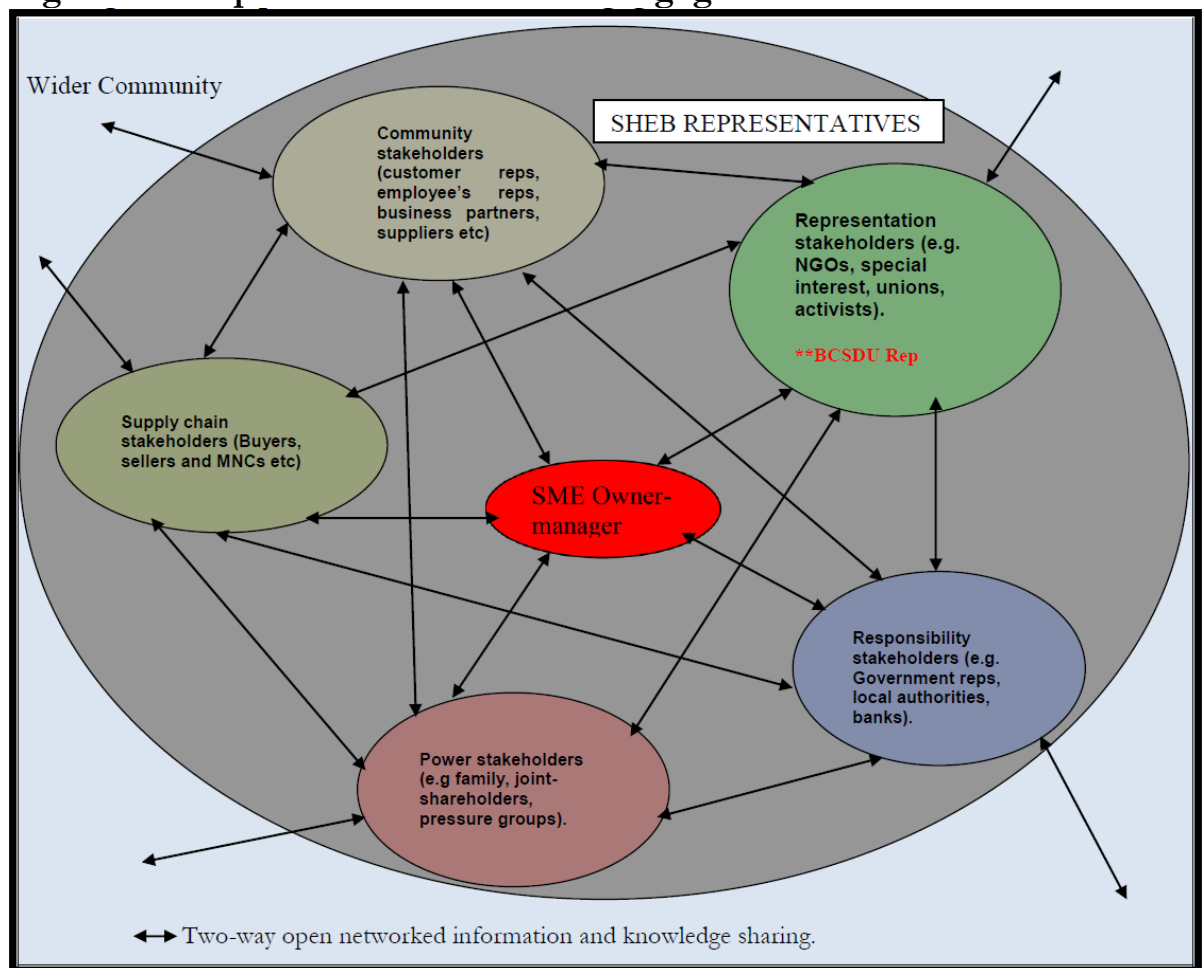 Wider Community
SHEB REPRESENTATIVES
Community
stakeholders
(customer reps,
employee's reps,
business partners,
suppliers etc)
Representation
stakeholders (e.g.
NGOs, special
interest, unions,
activists).
**BCSDU Rep
Supply chain
stakeholders (Buyers,
sellers and MNCs etc)
SME Owner-
manager
Responsibility
stakeholders (e.g.
Government reps,
local authorities,
banks).
Power stakeholders
(e.g family, joint-
shareholders,
pressure groups).
Two-way open networked information and knowledge sharing.